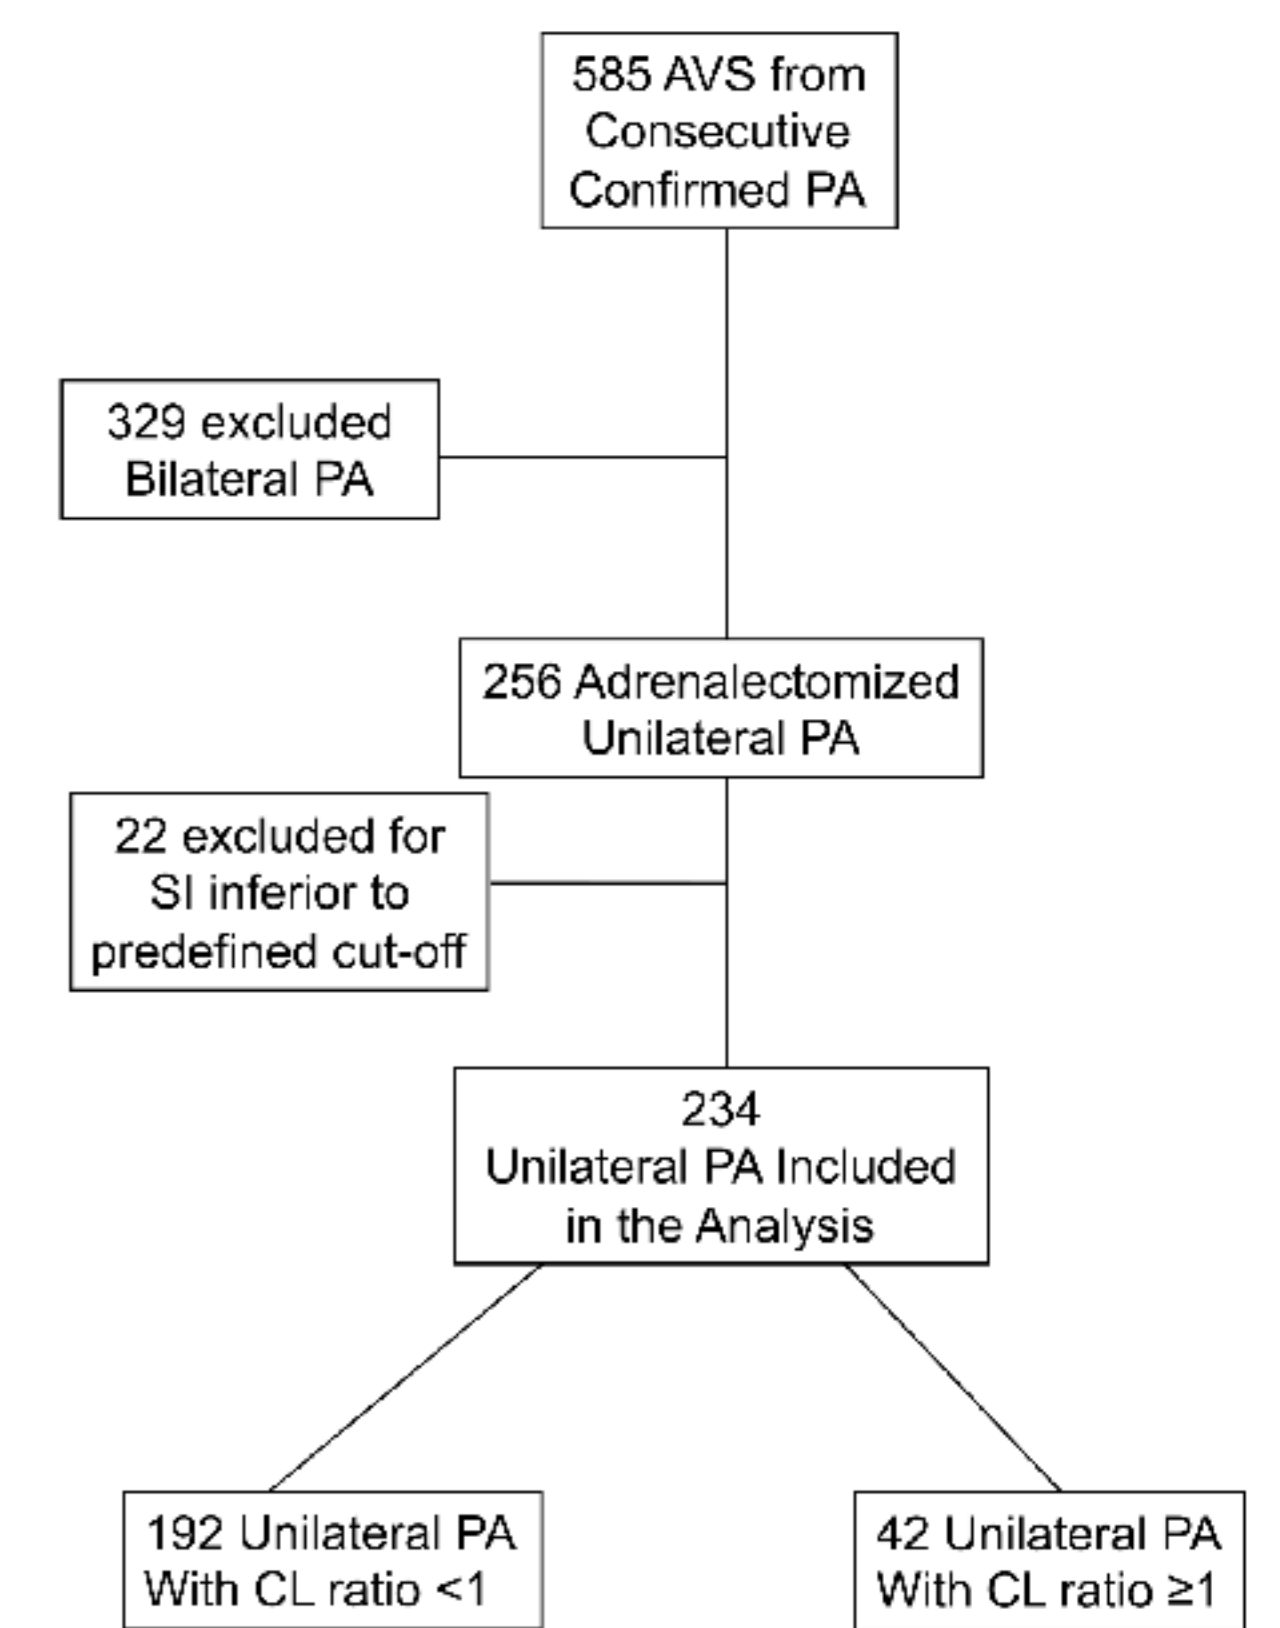 585 AVS from
Consecutive
Confirmed PA
329 excluded
Bilateral PA
256 Adrenalectomized
Unilateral PA
22 excluded for
SI inferior to
predefined cut-off
234
Unilateral PA Included
in the Analysis
192 Unilateral PA
With CL ratio <1
42 Unilateral PA
With CL ratio ≥1